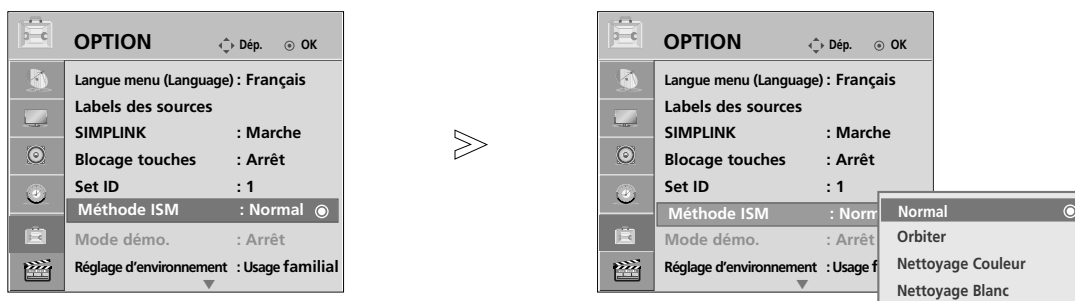 OPTION Dép. OK
Langue menu (Language) : Français
Labels des sources
SIMPLINK : Marche
Blocage touches : Arrêt
Set ID : 1
Méthode ISM : Normal
Mode démo. : Arrêt
Réglage d’environnement : Usage familial
OPTION Dép. OK
Langue menu (Language) : Français
Labels des sources
SIMPLINK : Marche
Blocage touches : Arrêt
Set ID : 1
Méthode ISM : Norm
Mode démo. : Arrêt
Réglage d’environnement : Usage f
Normal
Orbiter
Nettoyage Couleur
Nettoyage Blanc